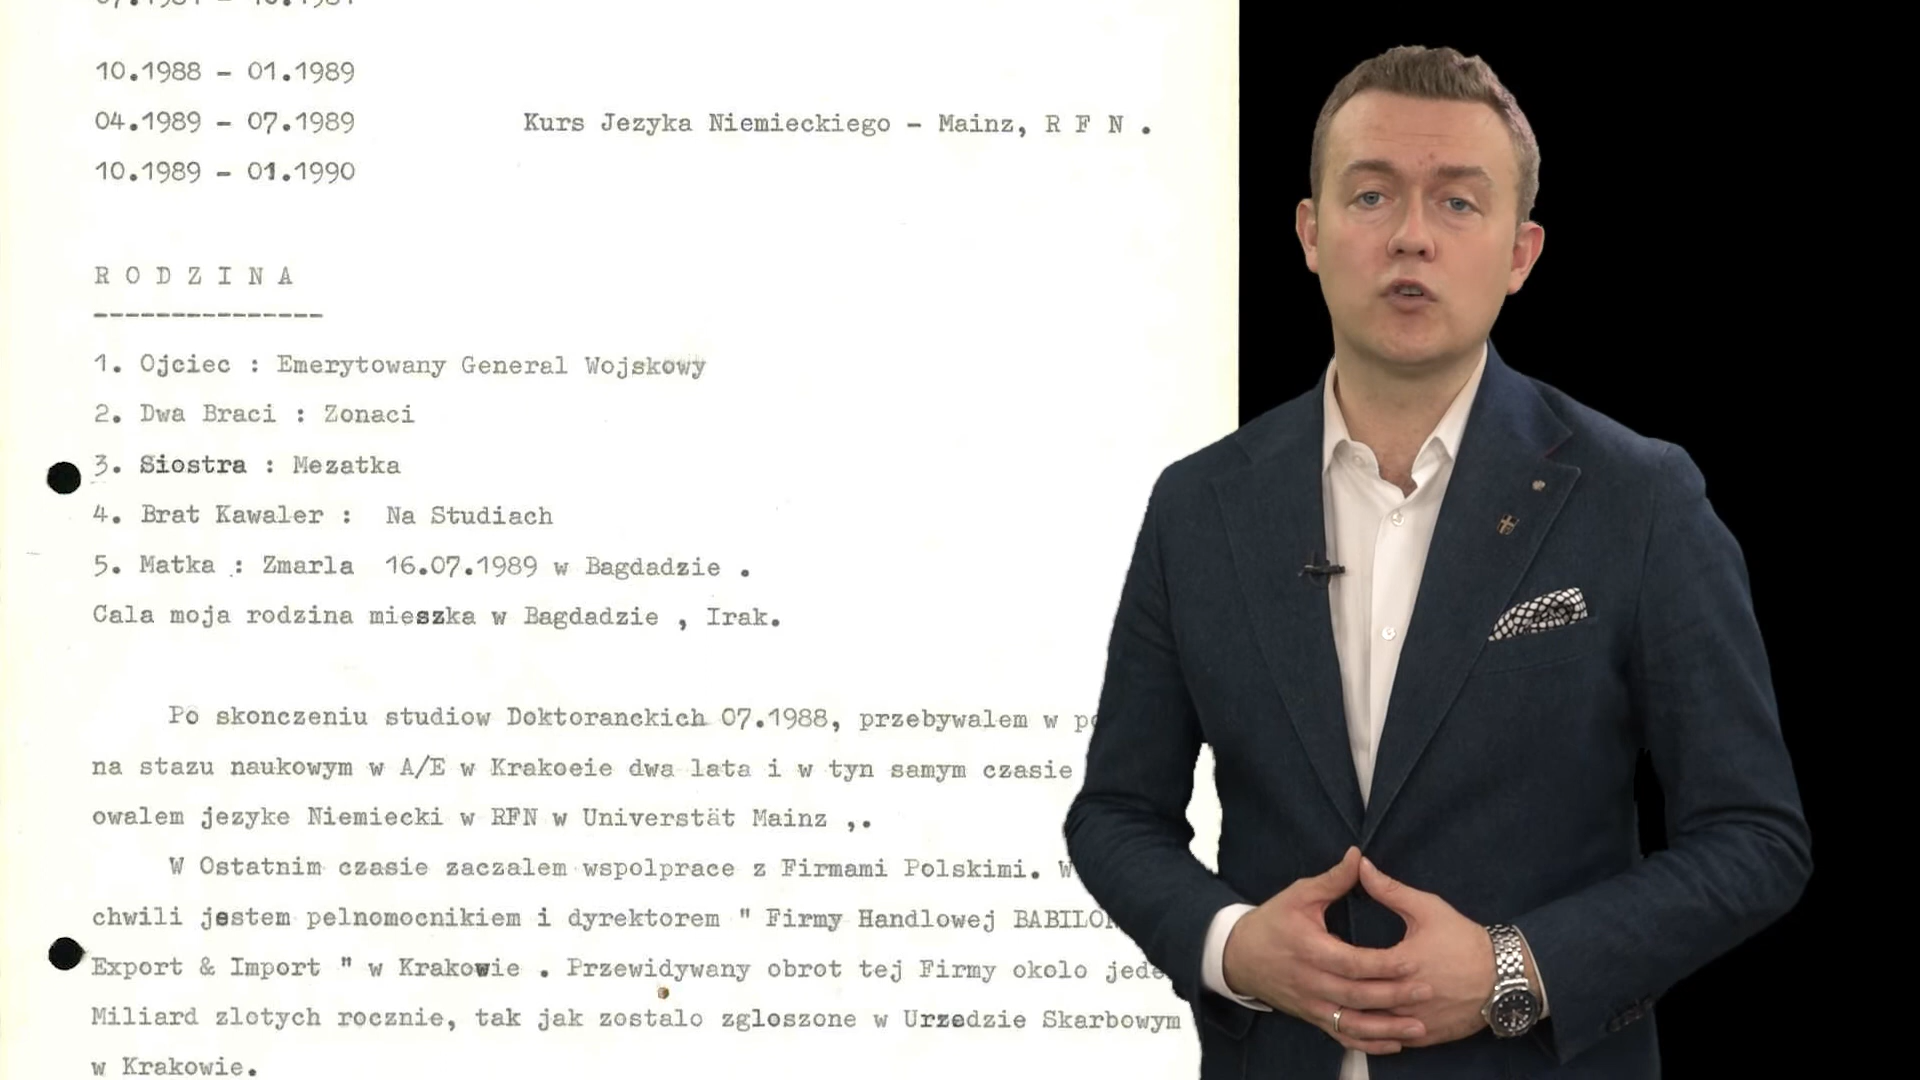 10.1988 - 01.1989
04.1989 - 07.1989 Kurs Jezyka Niemieckiego - Mainz, R F N .
10.1989 - 01.1990
R O D Z I N A
1. Ojciec : Emerytowany General Wojskowy
2. Dwa Braci : Zonaci
3. Siostra : Mezatka
4. Brat Kawaler : Na Studiach
5. Matka : Zmarla 16.07.1989 w Bagdadzie .
Cala moja rodzina mieszka w Bagdadzie , Irak.
Po skonczeniu studiow Doktoranckich 07.1988, przebywalem w
na stazu naukowym w A/E w Krakoeie dwa lata i w tyn samym czasie
owalem jezyke Niemiecki w RFN w Universtät Mainz ,.
W Ostatnim czasie zaczalem wspolprace z Firmami Polskimi. W
chwili jestem pelnomocnikiem i dyrektorem " Firmy Handlowej
Export & Import " w Krakowie . Przewidywany obrot tej Firmy okolo
Miliard zlotych rocznie, tak jak zostalo zgloszone w Urzedzie Skarbowym
w Krakowie.